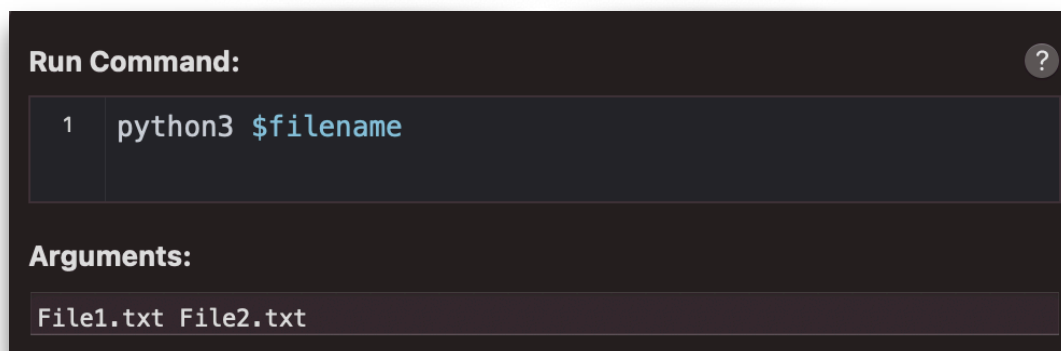 Run Command:
?
1 python3 $filename
Arguments:
File1.txt File2.txt